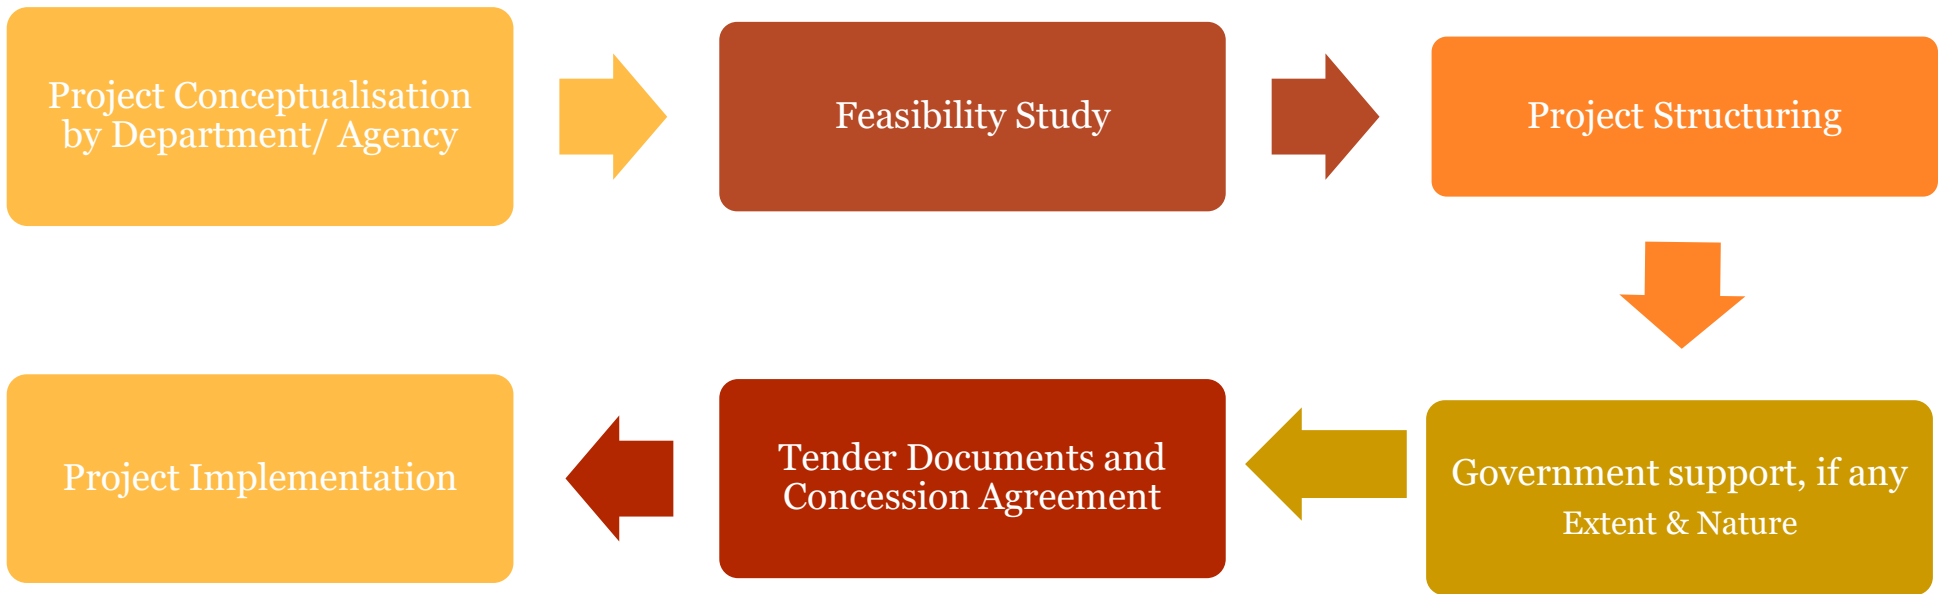 Project Conceptualisation
by Department/ Agency
Feasibility Study
Project Structuring
Government support, if any
Extent & Nature
Tender Documents and
Concession Agreement
Project Implementation